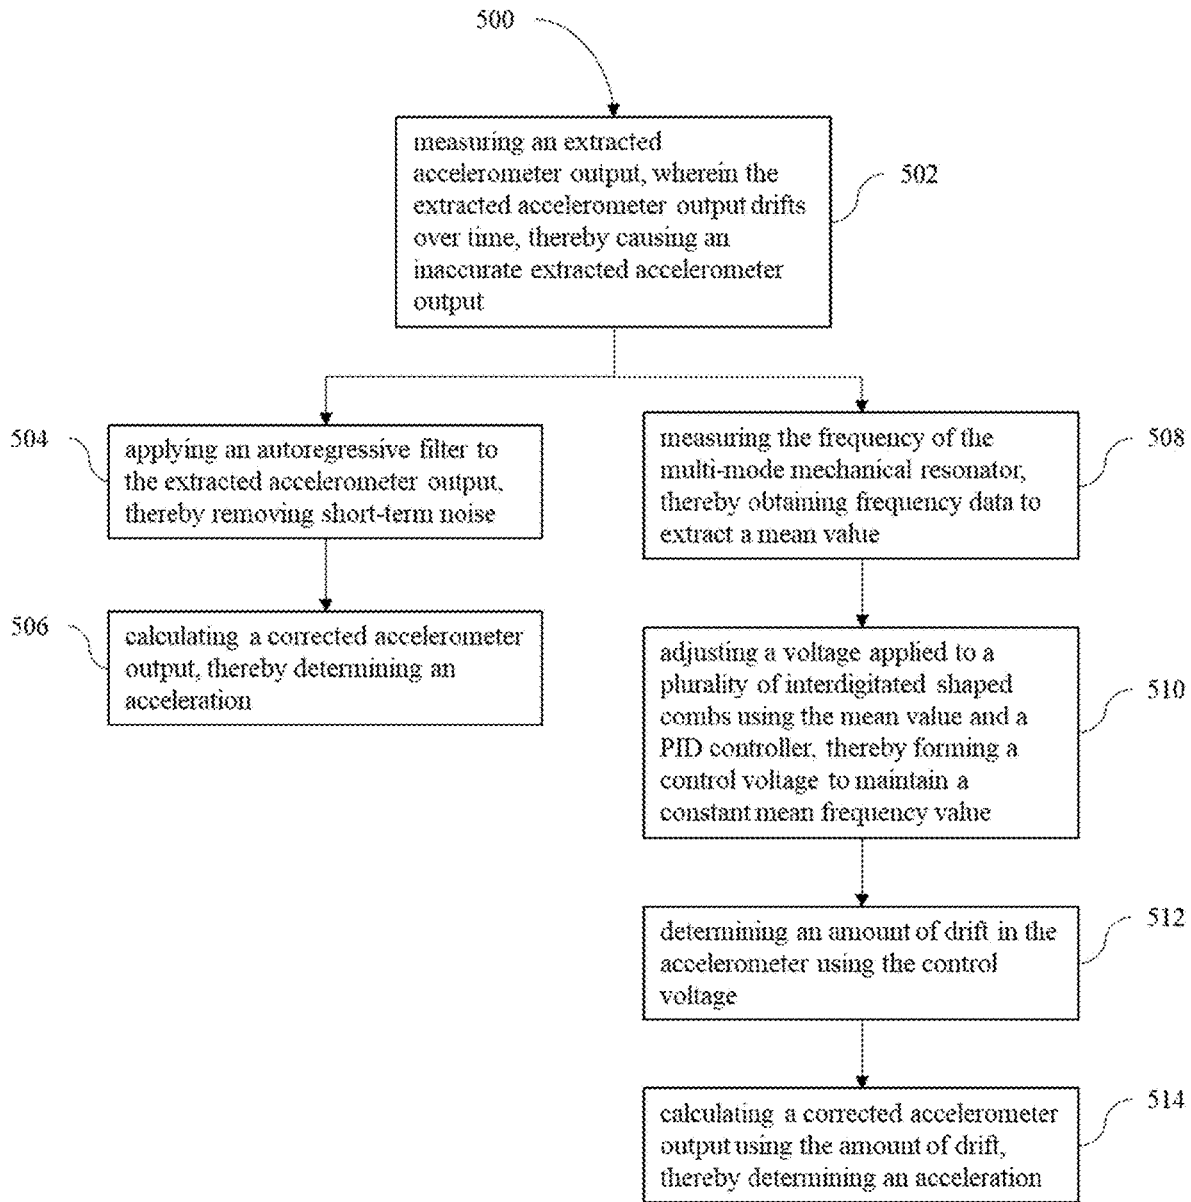 500
measuring an extracted
accelerometer output, wherein the
extracted accelerometer output drifts
over time, thereby causing an
inaccurate extracted accelerometer
output
502
504
applying an autoregressive filter to
the extracted accelerometer output,
thereby removing short-term noise
506
calculating a corrected accelerometer
output, thereby determining an
acceleration
measuring the frequency of the
multi-mode mechanical resonator,
thereby obtaining frequency data to
extract a mean value
508
adjusting a voltage applied to a
plurality of interdigitated shaped
combs using the mean value and a
PID controller, thereby forming a
control voltage to maintain a
constant mean frequency value
510
determining an amount of drift in the
accelerometer using the control
voltage
512
calculating a corrected accelerometer
output using the amount of drift,
thereby determining an acceleration
514